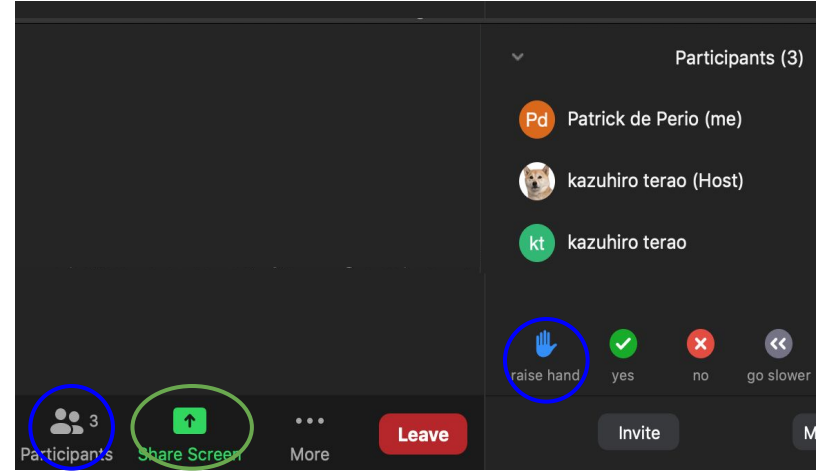 Participants (3)
Pd Patrick de Perio (me)
kazuhiro terao (Host)
kt kazuhiro terao
raise hand yes no go slower
3
Participants Share Screen More Leave
Invite M